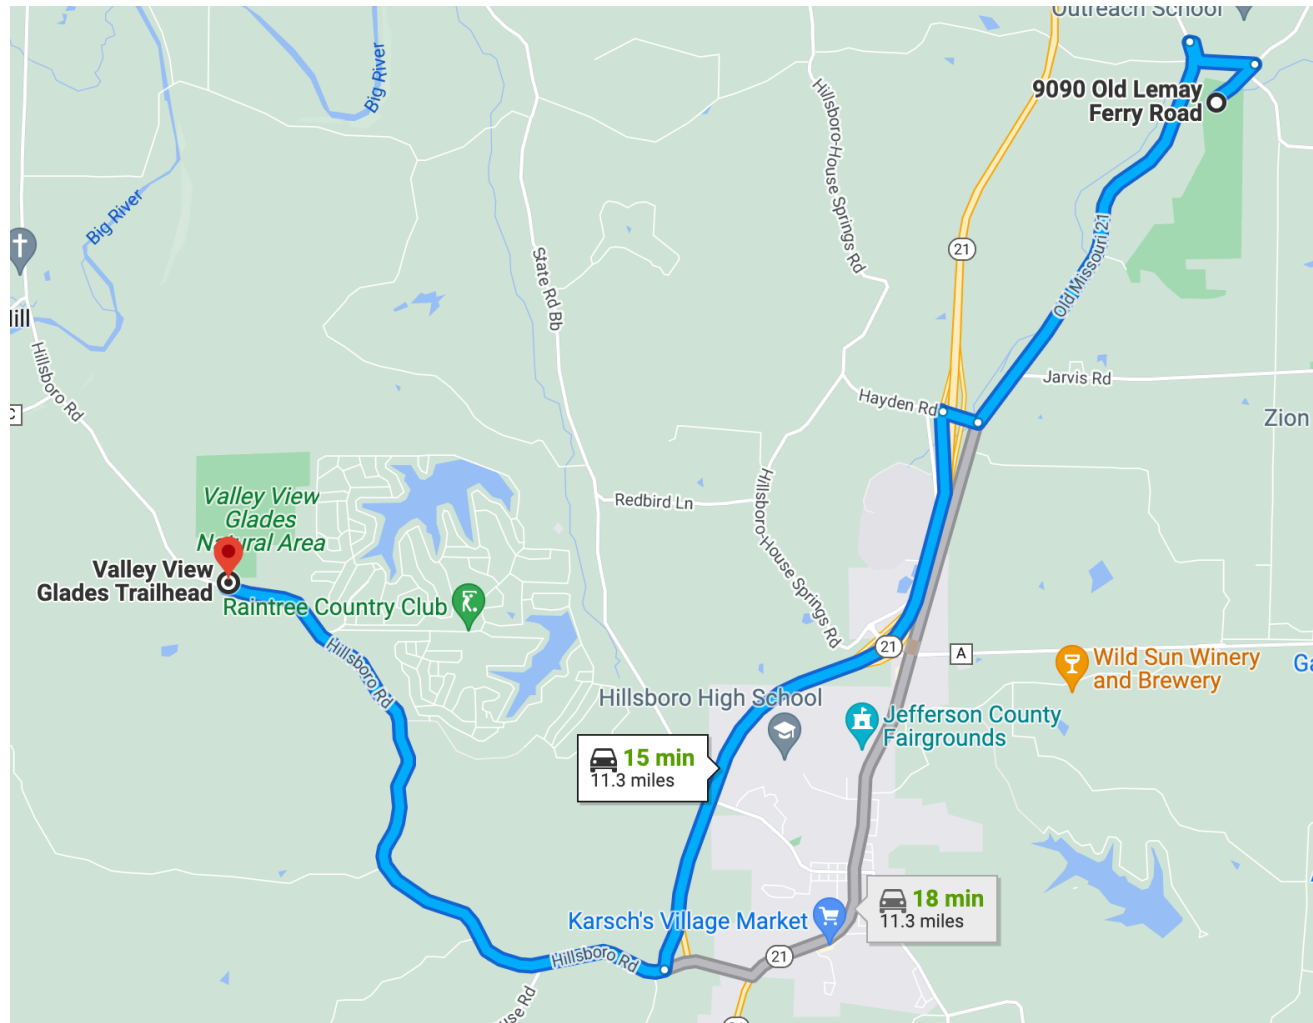 Outreach School
9090 Old Lemay
Ferry Road
Big River
Hillsboro-House Springs Rd
Big River
21
Old Missouri 21
State Rd Bb
ill
Hillsboro Rd
Jarvis Rd
Hayden Rd
C
Zion
Valley View
Glades
Natural Area
Redbird Ln
Hillsboro-House Springs Rd
Valley View
Glades Trailhead
Raintree Country Club
21
A
Wild Sun Winery
and Brewery
Ga
Hillsboro Rd
Hillsboro High School
Jefferson County
Fairgrounds
15 min
11.3 miles
18 min
11.3 miles
Karsch's Village Market
21
Hillsboro Rd
use Rd